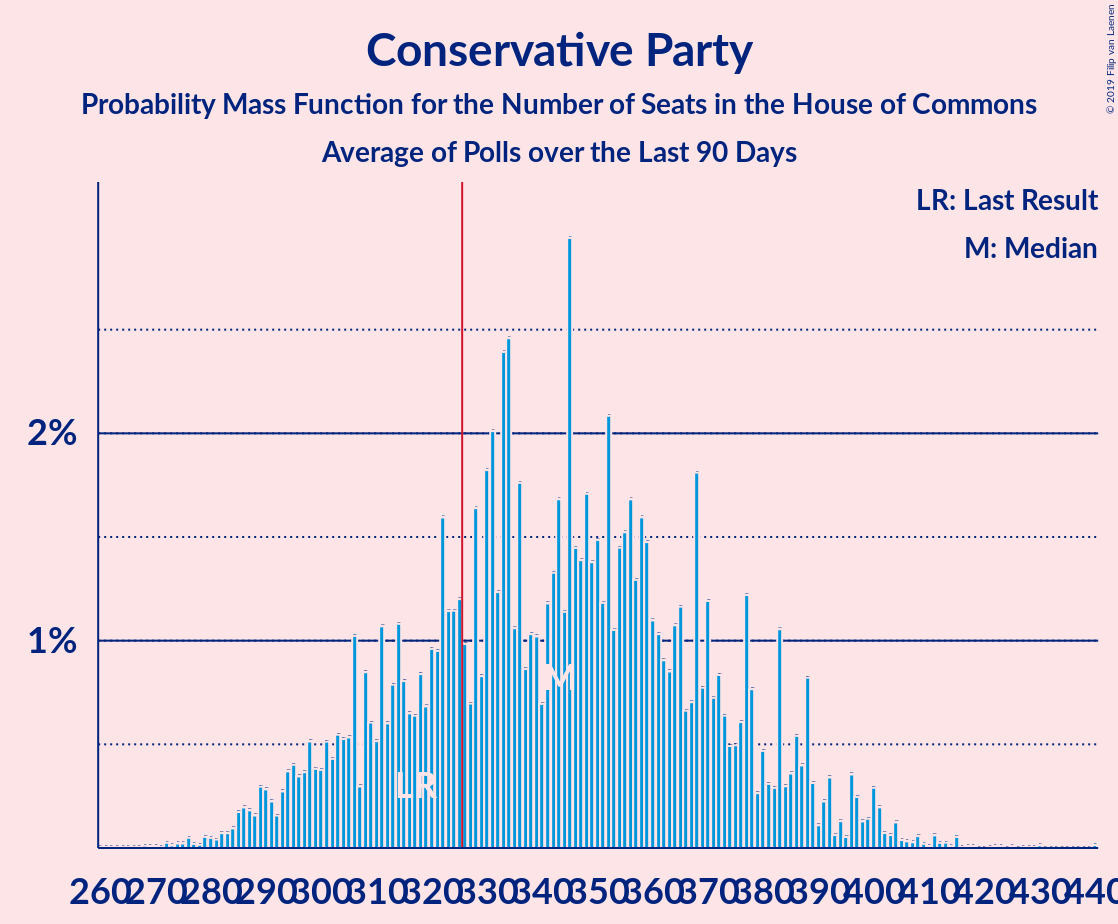 Conservative Party
Probability Mass Function for the Number of Seats in the House of Commons
Average of Polls over the Last 90 Days
© 2019 Filip van Laenen
LR: Last Result
M: Median
2%
1%
M
LR
260 270 280 290 300 310 320 330 340 350 360 370 380 390 400 410 420 430 440